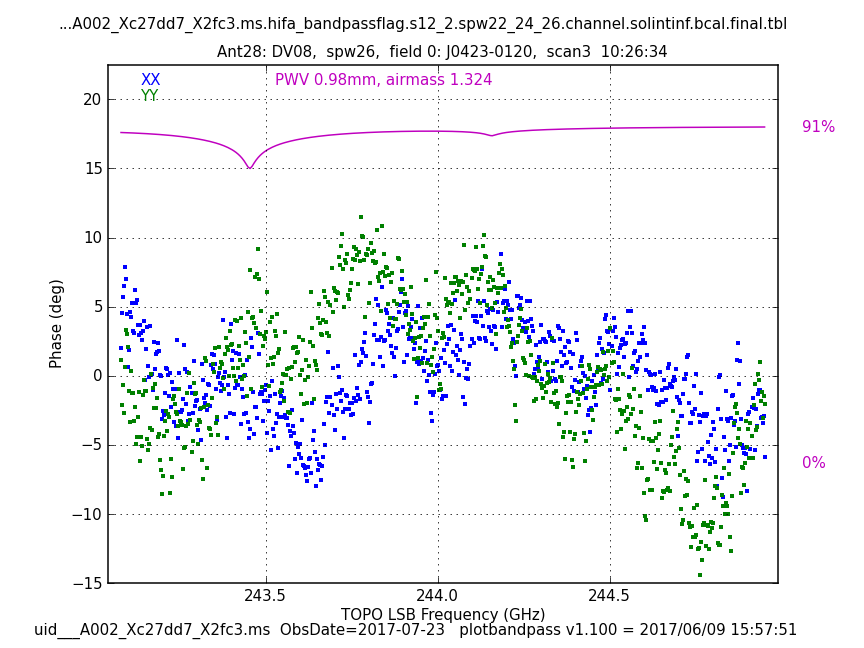 ...A002_Xc27dd7_X2fc3.ms.hifa_bandpassflag.s12_2.spw22_24_26.channel.solintinf.bcal.final.tbl
Ant28: DV08, spw26, field 0: J0423-0120, scan3 10:26:34
XX
YY
PWV 0.98mm, airmass 1.324
91%
0%
20
15
10
5
0
−5
−10
−15
Phase (deg)
243.5
244.0
244.5
TOPO LSB Frequency (GHz)
uid___A002_Xc27dd7_X2fc3.ms ObsDate=2017-07-23 plotbandpass v1.100 = 2017/06/09 15:57:51